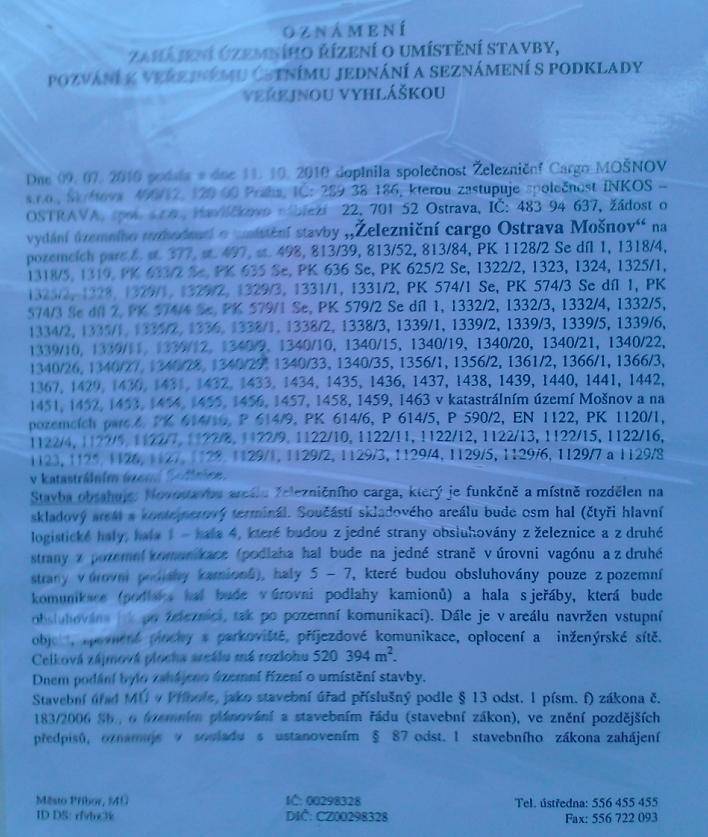 OZNÁMENÍ
ZAHÁJENÍ ÚZEMNÍHO ŘÍZENÍ O UMÍSTĚNÍ STAVBY,
POZVÁNÍ K VEŘEJNÉMU ÚSTNÍMU JEDNÁNÍ A SEZNÁMENÍ S PODKLADY
VEŘEJNOU VYHLÁŠKOU
Dne 09. 07. 2010 podala a dne 11. 10. 2010 doplnila společnost Železniční Cargo MOŠNOV
s.r.o., Škrétova 490/12, 120 00 Praha, IČ: 289 38 186, kterou zastupuje společnost INKOS –
OSTRAVA, spol. s.r.o., Havlíčkovo nábřeží 22, 701 52 Ostrava, IČ: 483 94 637, žádost o
vydání územního rozhodnutí o umístění stavby „Železniční cargo Ostrava Mošnov“ na
pozemcích parc.č. st. 377, st. 497, st. 498, 813/39, 813/52, 813/84, PK 1128/2 Se díl 1, 1318/4,
1318/5, 1319, PK 633/2 Se, PK 635 Se, PK 636 Se, PK 625/2 Se, 1322/2, 1323, 1324, 1325/1,
1325/2, 1328, 1329/1, 1329/2, 1329/3, 1331/1, 1331/2, PK 574/1 Se, PK 574/3 Se díl 1, PK
574/3 Se díl 2, PK 574/4 Se, PK 579/1 Se, PK 579/2 Se díl 1, 1332/2, 1332/3, 1332/4, 1332/5,
1334/2, 1335/1, 1335/2, 1336, 1338/1, 1338/2, 1338/3, 1339/1, 1339/2, 1339/3, 1339/5, 1339/6,
1339/10, 1339/11, 1339/12, 1340/9, 1340/10, 1340/15, 1340/19, 1340/20, 1340/21, 1340/22,
1340/26, 1340/27, 1340/28, 1340/29, 1340/33, 1340/35, 1356/1, 1356/2, 1361/2, 1366/1, 1366/3,
1367, 1429, 1430, 1431, 1432, 1433, 1434, 1435, 1436, 1437, 1438, 1439, 1440, 1441, 1442,
1451, 1452, 1453, 1454, 1455, 1456, 1457, 1458, 1459, 1463 v katastrálním území Mošnov a na
pozemcích parc.č. PK 614/10, P 614/9, PK 614/6, P 614/5, P 590/2, EN 1122, PK 1120/1,
1122/4, 1122/5, 1122/7, 1122/8, 1122/9, 1122/10, 1122/11, 1122/12, 1122/13, 1122/15, 1122/16,
1123, 1125, 1126, 1127, 1128, 1129/1, 1129/2, 1129/3, 1129/4, 1129/5, 1129/6, 1129/7 a 1129/8
v katastrálním území Sedlnice.
Stavba obsahuje: Novostavbu areálu železničního carga, který je funkčně a místně rozdělen na
skladový areál a kontejnerový terminál. Součástí skladového areálu bude osm hal (čtyři hlavní
logistické haly, hala 1 – hala 4, které budou z jedné strany obsluhovány z železnice a z druhé
strany z pozemní komunikace (podlaha hal bude na jedné straně v úrovni vagónu a z druhé
strany v úrovni podlahy kamionů), haly 5 – 7, které budou obsluhovány pouze z pozemní
komunikace (podlaha hal bude v úrovni podlahy kamionů) a hala s jeřáby, která bude
obsluhována jak po železnici, tak po pozemní komunikaci). Dále je v areálu navržen vstupní
objekt, zpevněné plochy s parkoviště, příjezdové komunikace, oplocení a inženýrské sítě.
Celková zájmová plocha areálu má rozlohu 520 394 m².
Dnem podání bylo zahájeno územní řízení o umístění stavby.
Stavební úřad MÚ v Příboře, jako stavební úřad příslušný podle § 13 odst. 1 písm. f) zákona č.
183/2006 Sb., o územním plánování a stavebním řádu (stavební zákon), ve znění pozdějších
předpisů, oznamuje v souladu s ustanovením § 87 odst. 1 stavebního zákona zahájení
Město Příbor, MÚ IČ: 00298328 Tel. ústředna: 556 455 455
ID DS: DIČ: CZ00298328 Fax: 556 722 093